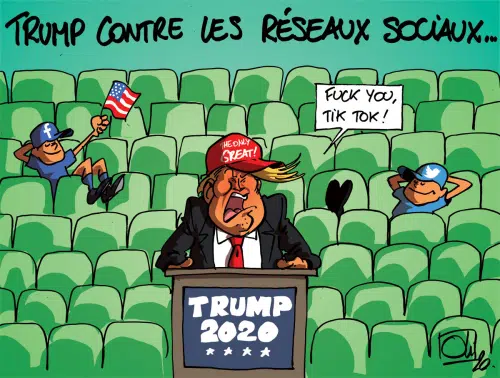 TRUMP CONTRE LES RÉSEAUX SOCIAUX...
FUCK YOU,
TIK TOK!
THE ONLY
GREAT!
f
TRUMP
2020